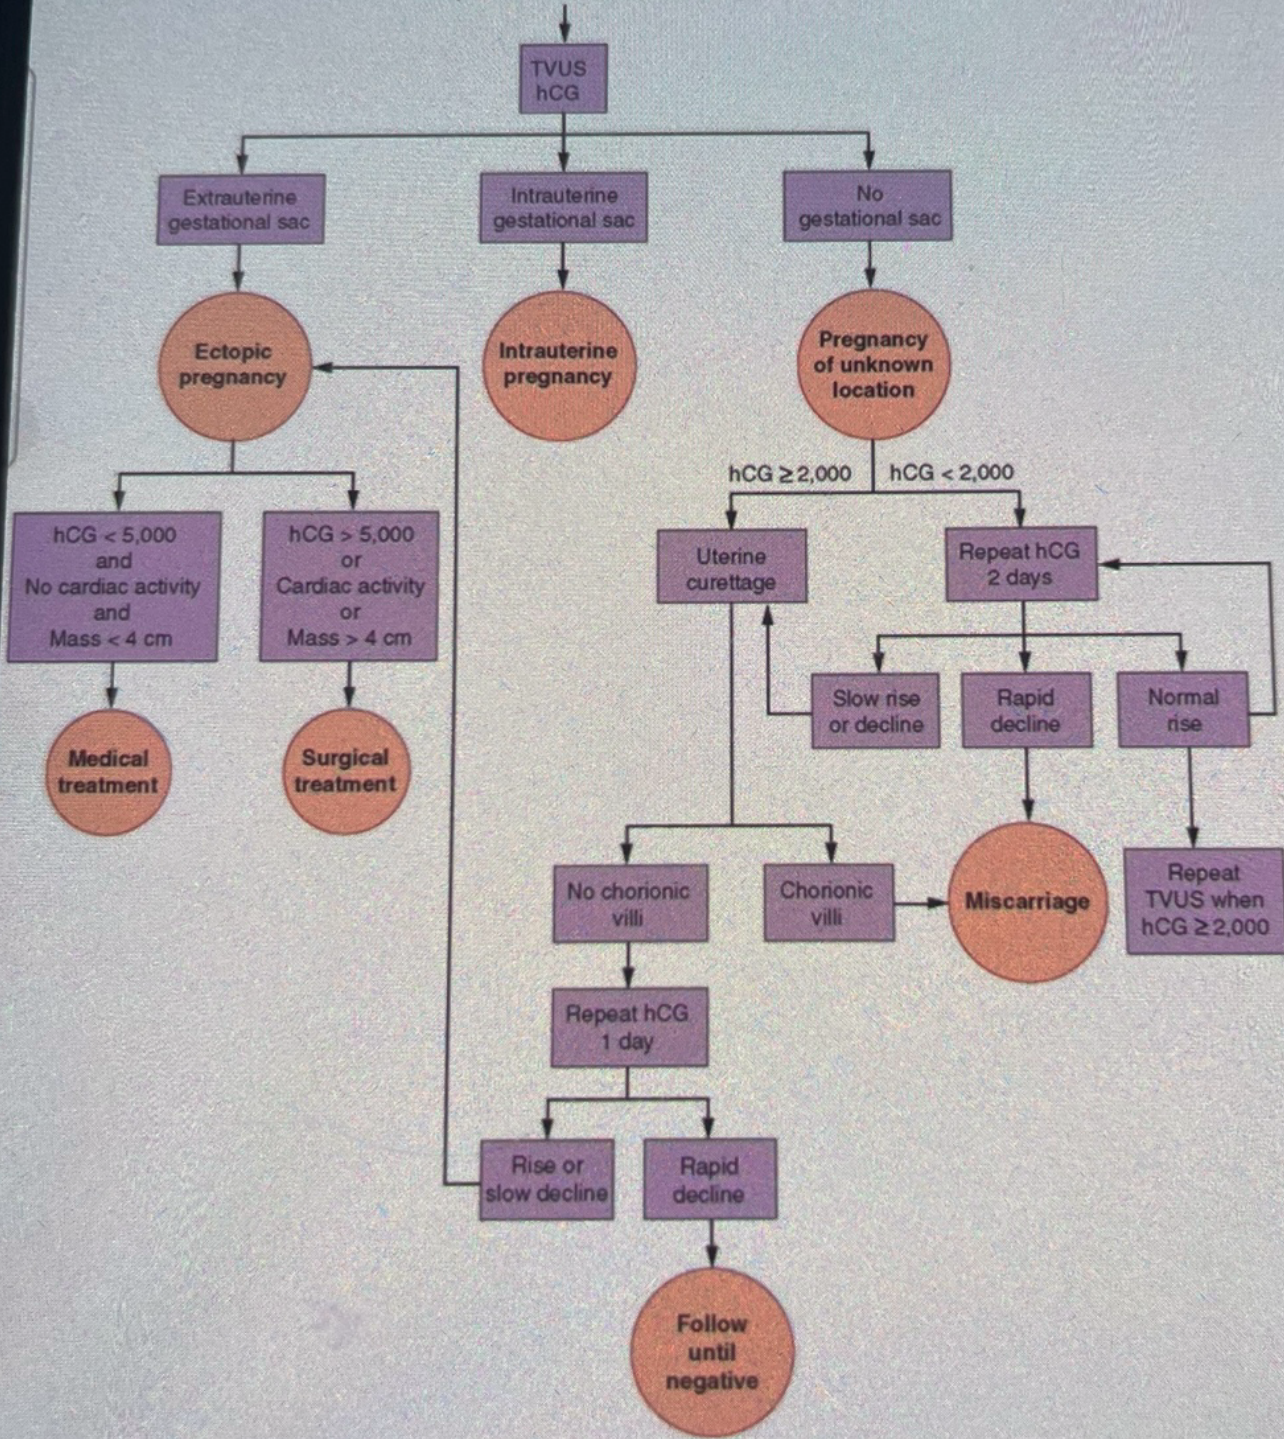 TVUS
hCG
Extrauterine
gestational sac
Intrauterine
gestational sac
No
gestational sac
Ectopic
pregnancy
Intrauterine
pregnancy
Pregnancy
of unknown
location
hCG ≥ 2,000
hCG < 2,000
hCG < 5,000
and
No cardiac activity
and
Mass < 4 cm
hCG > 5,000
or
Cardiac activity
or
Mass > 4 cm
Uterine
curettage
Repeat hCG
2 days
Slow rise
or decline
Rapid
decline
Normal
rise
Medical
treatment
Surgical
treatment
No chorionic
villi
Chorionic
villi
Miscarriage
Repeat
TVUS when
hCG ≥ 2,000
Repeat hCG
1 day
Rise or
slow decline
Rapid
decline
Follow
until
negative